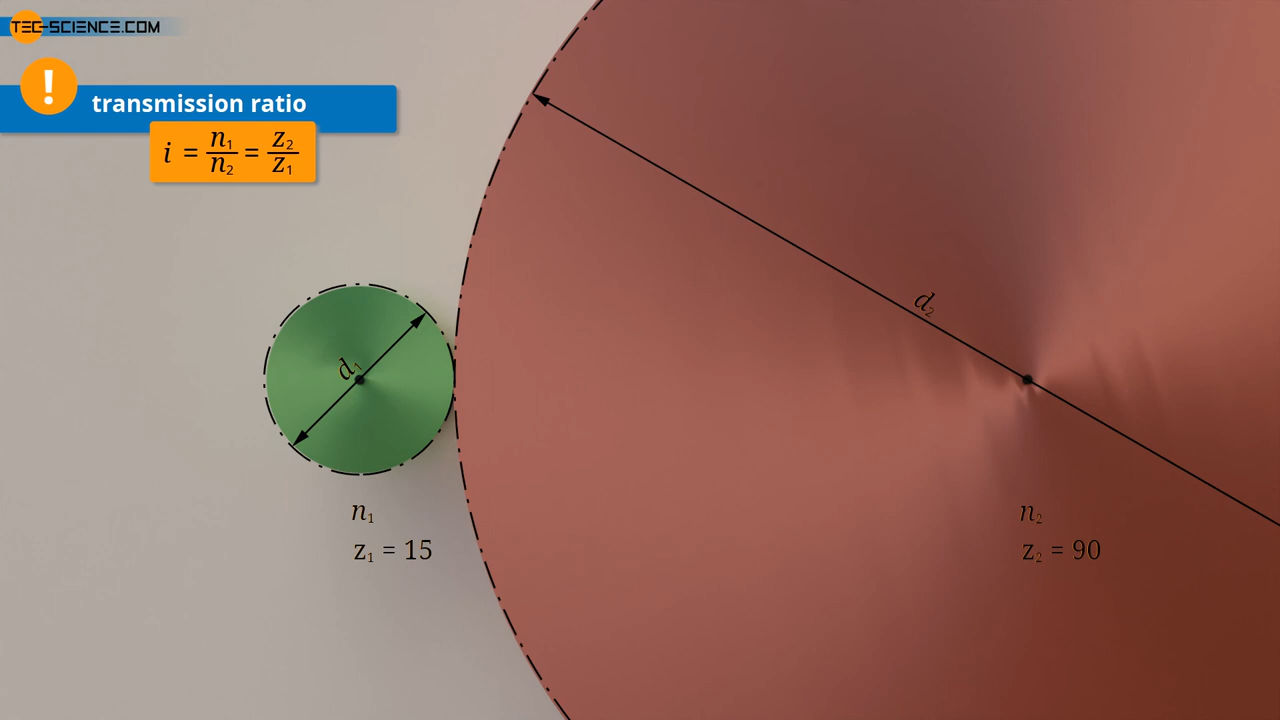 TEC-SCIENCE.COM
!
transmission ratio
i = n₁/n₂ = z₂/z₁
d₂
d₁
n₁
z₁ = 15
n₂
z₂ = 90